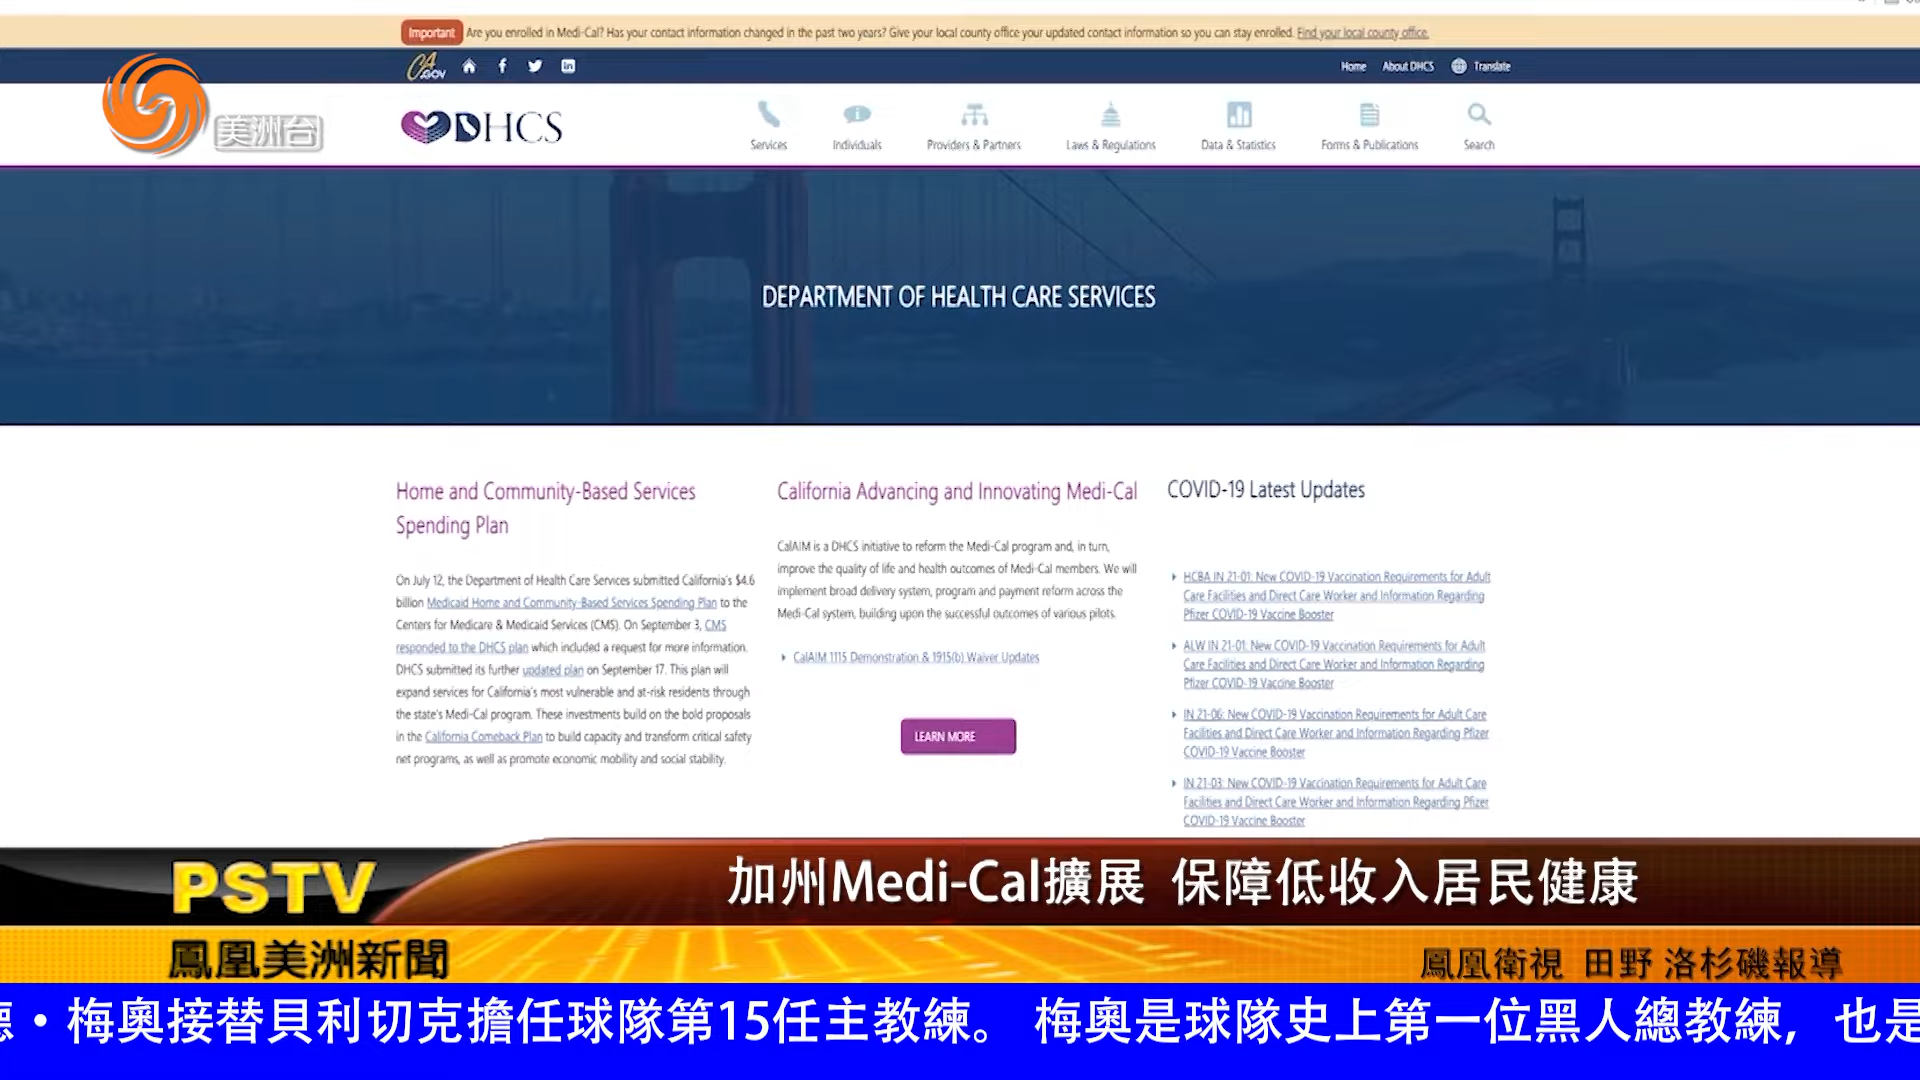 Important Are you enrolled in Medi-Cal? Has your contact information changed in the past two years? Give your local county office your updated contact information so you can stay enrolled. Find your local county office.
CA.GOV
Home About DHCS Translate
美洲台
DHCS
Services Individuals Providers & Partners Laws & Regulations Data & Statistics Forms & Publications Search
DEPARTMENT OF HEALTH CARE SERVICES
Home and Community-Based Services
Spending Plan
On July 12, the Department of Health Care Services submitted California's $4.6
billion Medicaid Home and Community-Based Services Spending Plan to the
Centers for Medicare & Medicaid Services (CMS). On September 3, CMS
responded to the DHCS plan which included a request for more information.
DHCS submitted its further updated plan on September 17. This plan will
expand services for California's most vulnerable and at-risk residents through
the state's Medi-Cal program. These investments build on the bold proposals
in the California Comeback Plan to build capacity and transform critical safety
net programs, as well as promote economic mobility and social stability.
California Advancing and Innovating Medi-Cal
CalAIM is a DHCS initiative to reform the Medi-Cal program and, in turn,
improve the quality of life and health outcomes of Medi-Cal members. We will
implement broad delivery system, program and payment reform across the
Medi-Cal system, building upon the successful outcomes of various pilots.
CalAIM 1115 Demonstration & 1915(b) Waiver Updates
LEARN MORE
COVID-19 Latest Updates
HCBA IN 21-01: New COVID-19 Vaccination Requirements for Adult
Care Facilities and Direct Care Worker and Information Regarding
Pfizer COVID-19 Vaccine Booster
ALW IN 21-01: New COVID-19 Vaccination Requirements for Adult
Care Facilities and Direct Care Worker and Information Regarding
Pfizer COVID-19 Vaccine Booster
IN 21-06: New COVID-19 Vaccination Requirements for Adult Care
Facilities and Direct Care Worker and Information Regarding Pfizer
COVID-19 Vaccine Booster
IN 21-03: New COVID-19 Vaccination Requirements for Adult Care
Facilities and Direct Care Worker and Information Regarding Pfizer
COVID-19 Vaccine Booster
PSTV
加州Medi-Cal擴展 保障低收入居民健康
鳳凰美洲新聞
鳳凰衛視 田野 洛杉磯報導
德·梅奧接替貝利切克擔任球隊第15任主教練。 梅奧是球隊史上第一位黑人總教練，也是